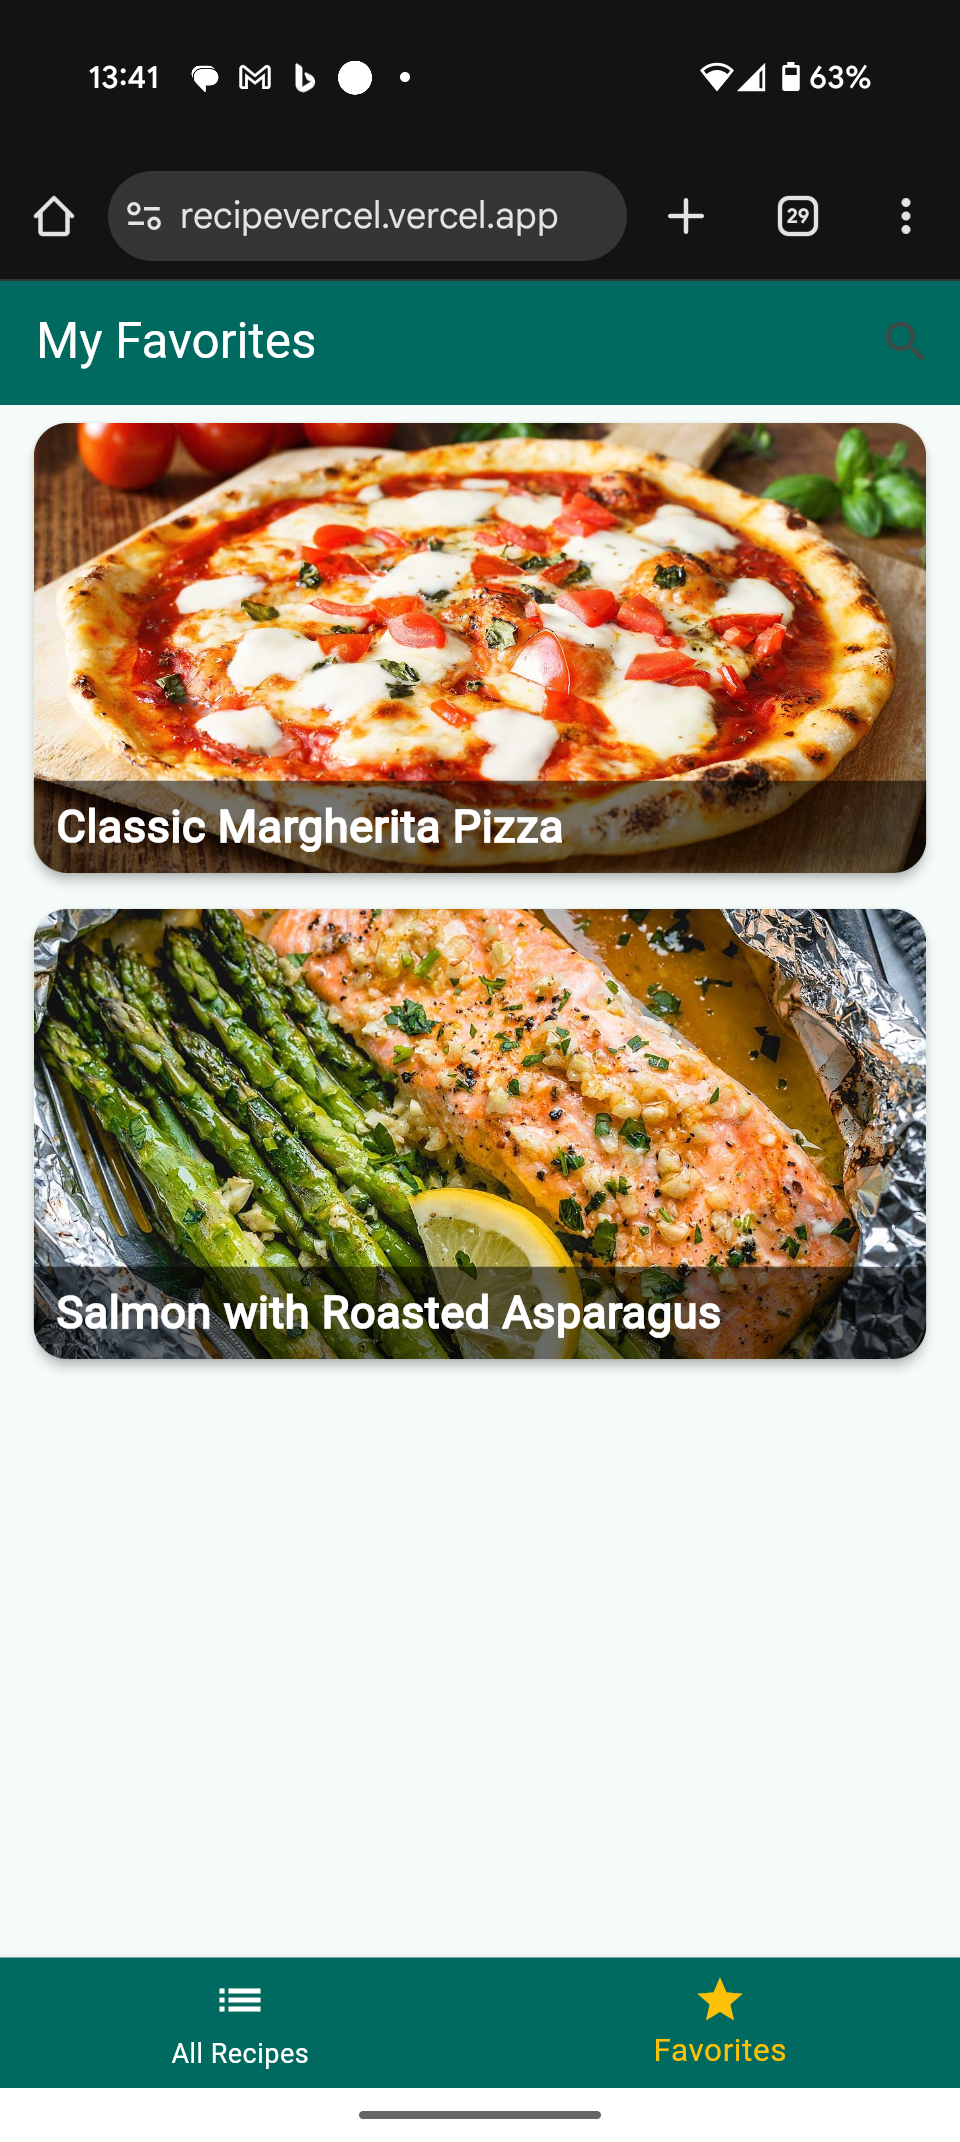 13:41
63%
recipevercel.vercel.app
29
My Favorites
Classic Margherita Pizza
Salmon with Roasted Asparagus
All Recipes
Favorites